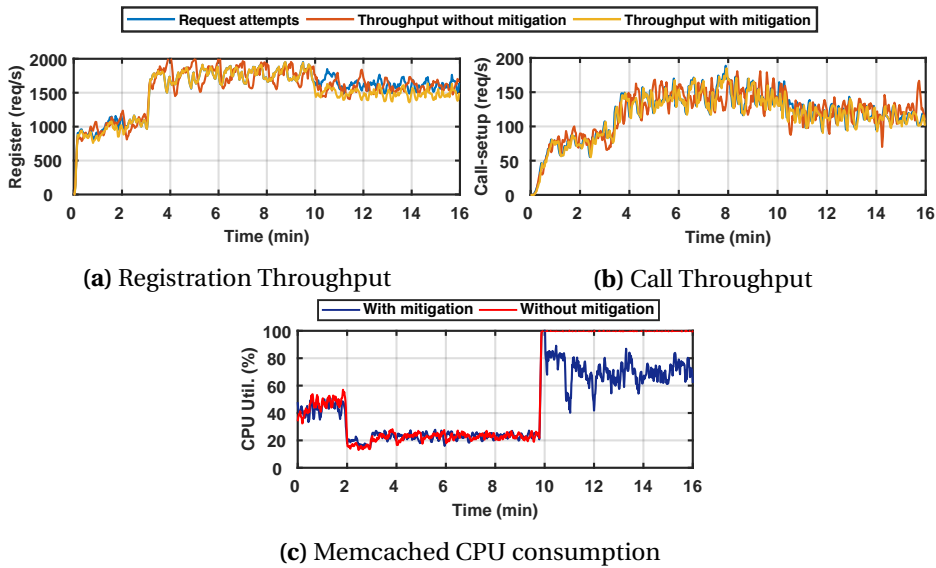 Request attempts Throughput without mitigation Throughput with mitigation
Register (req/s)
2000
1500
1000
500
0
0 2 4 6 8 10 12 14 16
Time (min)
(a) Registration Throughput
Call-setup (req/s)
200
150
100
50
0
0 2 4 6 8 10 12 14 16
Time (min)
(b) Call Throughput
With mitigation Without mitigation
CPU Util. (%)
100
80
60
40
20
0
0 2 4 6 8 10 12 14 16
Time (min)
(c) Memcached CPU consumption